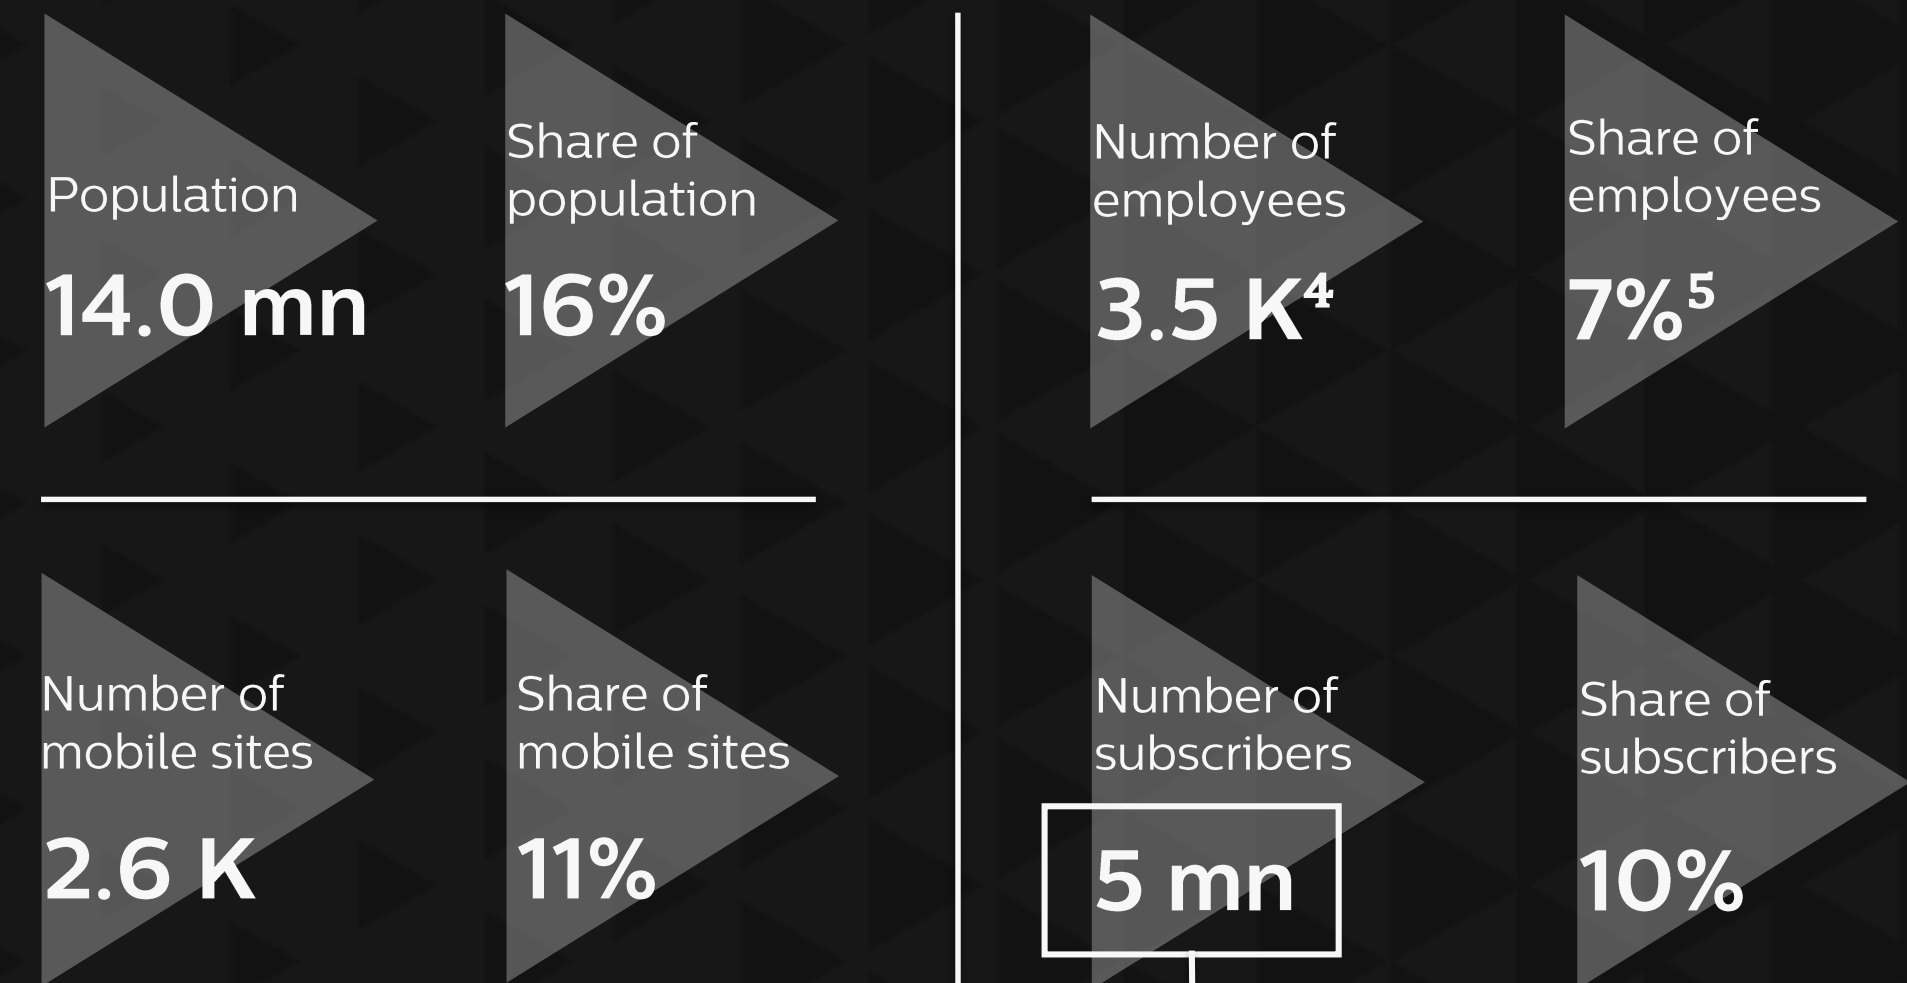 Population
14.0 mn
Share of
population
16%
Number of
employees
3.5 K⁴
Share of
employees
7%⁵
Number of
mobile sites
2.6 K
Share of
mobile sites
11%
Number of
subscribers
5 mn
Share of
subscribers
10%